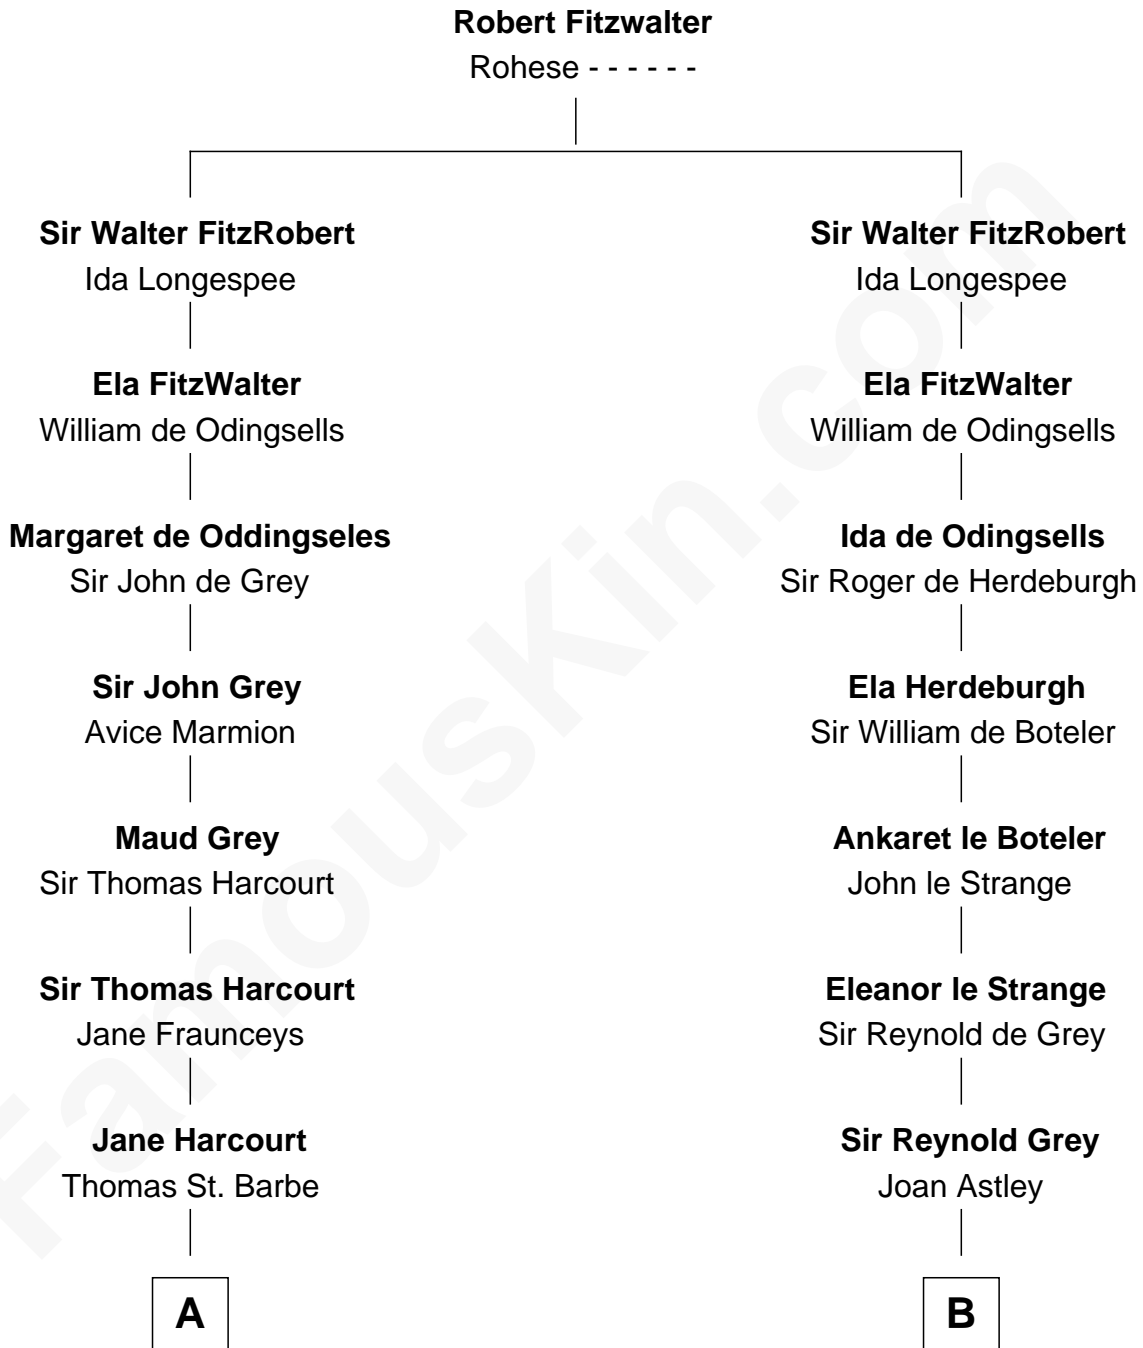 Robert Fitzwalter
Rohese - - - - - -
Sir Walter FitzRobert
Ida Longespee
Sir Walter FitzRobert
Ida Longespee
Ela FitzWalter
William de Odingsells
Ela FitzWalter
William de Odingsells
Margaret de Oddingseles
Sir John de Grey
Ida de Odingsells
Sir Roger de Herdeburgh
Sir John Grey
Avice Marmion
Ela Herdeburgh
Sir William de Boteler
Maud Grey
Sir Thomas Harcourt
Ankaret le Boteler
John le Strange
Sir Thomas Harcourt
Jane Fraunceys
Eleanor le Strange
Sir Reynold de Grey
Jane Harcourt
Thomas St. Barbe
Sir Reynold Grey
Joan Astley
A
B
FamousKin.com